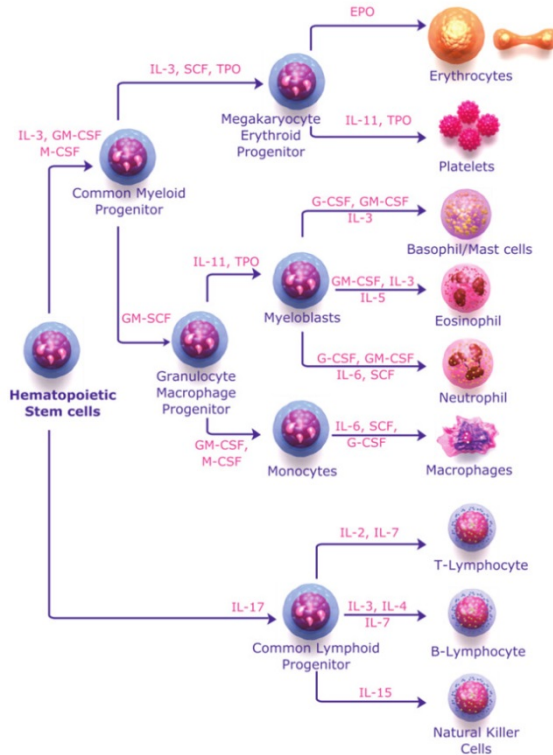 EPO
Erythrocytes
IL-3, SCF, TPO
Megakaryocyte
Erythroid
Progenitor
IL-11, TPO
Platelets
IL-3, GM-CSF
M-CSF
Common Myeloid
Progenitor
G-CSF, GM-CSF
IL-3
Basophil/Mast cells
IL-11, TPO
Myeloblasts
GM-CSF, IL-3
IL-5
Eosinophil
GM-SCF
G-CSF, GM-CSF
IL-6, SCF
Neutrophil
Hematopoietic
Stem cells
Granulocyte
Macrophage
Progenitor
GM-CSF,
M-CSF
Monocytes
IL-6, SCF,
G-CSF
Macrophages
IL-2, IL-7
T-Lymphocyte
IL-17
Common Lymphoid
Progenitor
IL-3, IL-4
IL-7
B-Lymphocyte
IL-15
Natural Killer
Cells